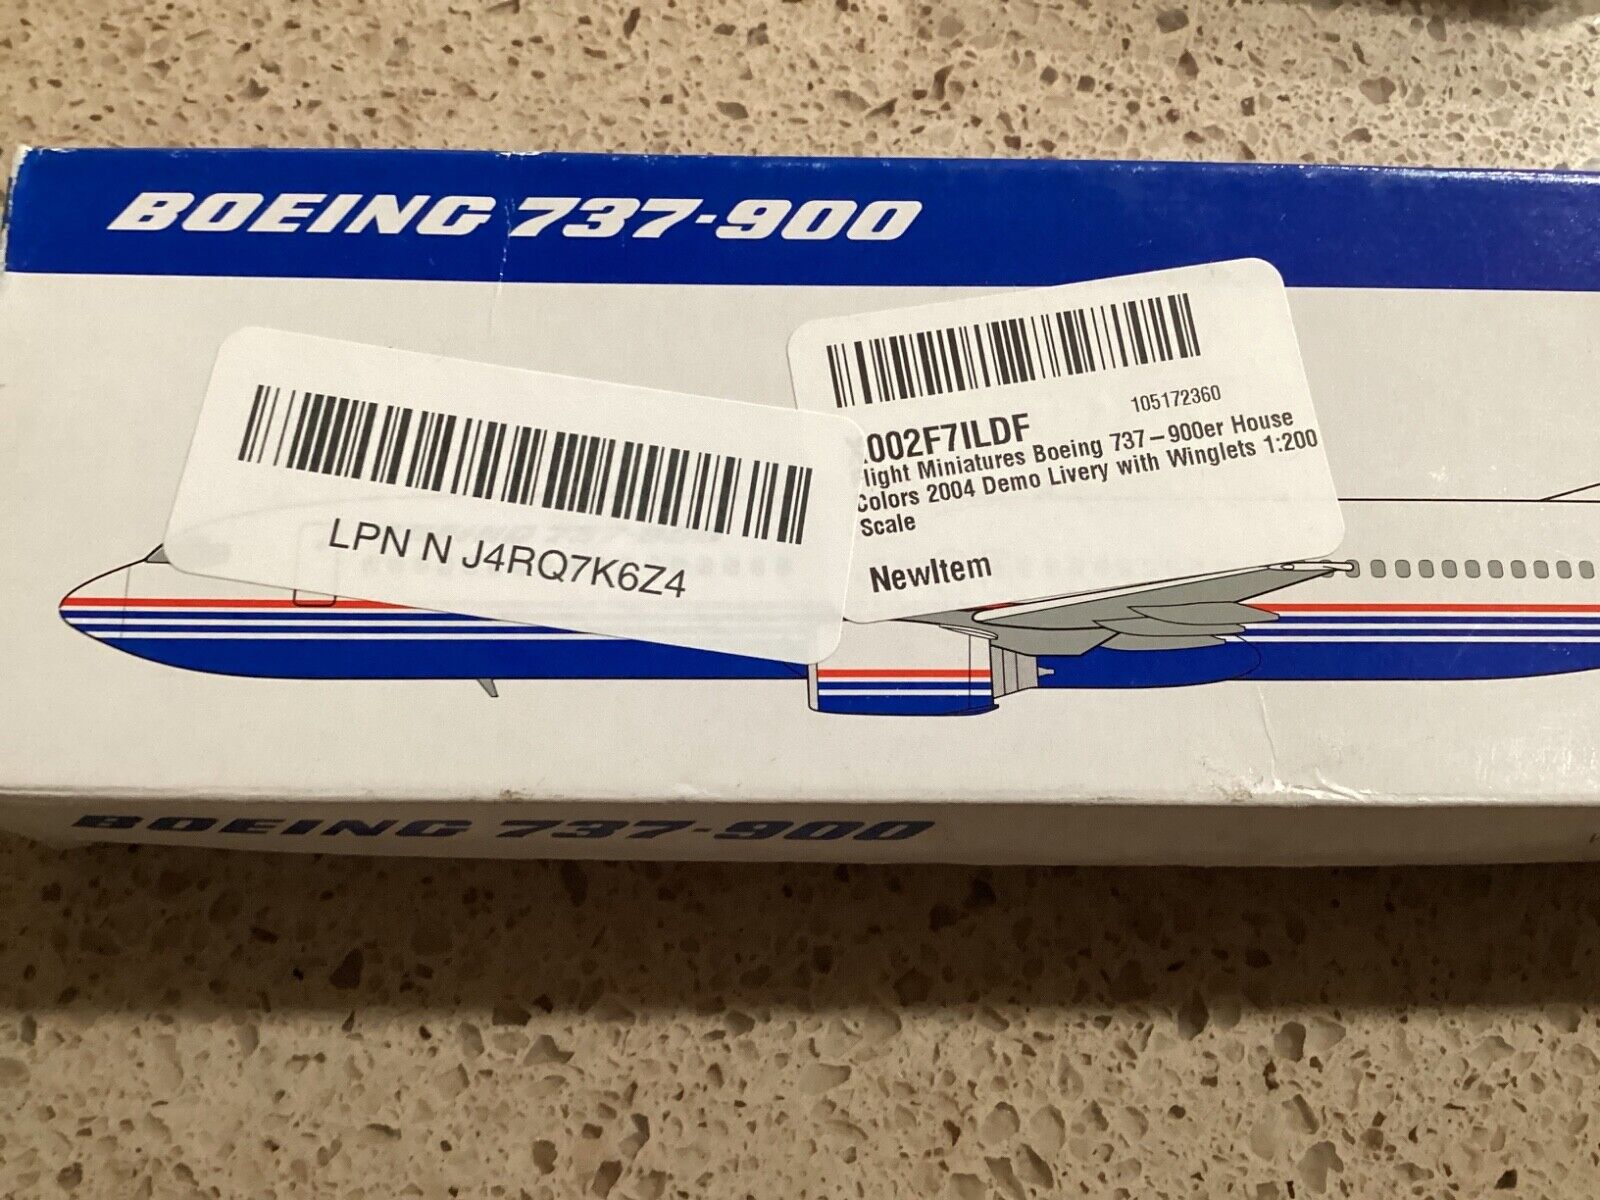 BOEING 737-900
105172360
002F7ILDF
light Miniatures Boeing 737-900er House
Colors 2004 Demo Livery with Winglets 1:200
Scale
NewItem
LPN N J4RQ7K6Z4
BOEING 737-900